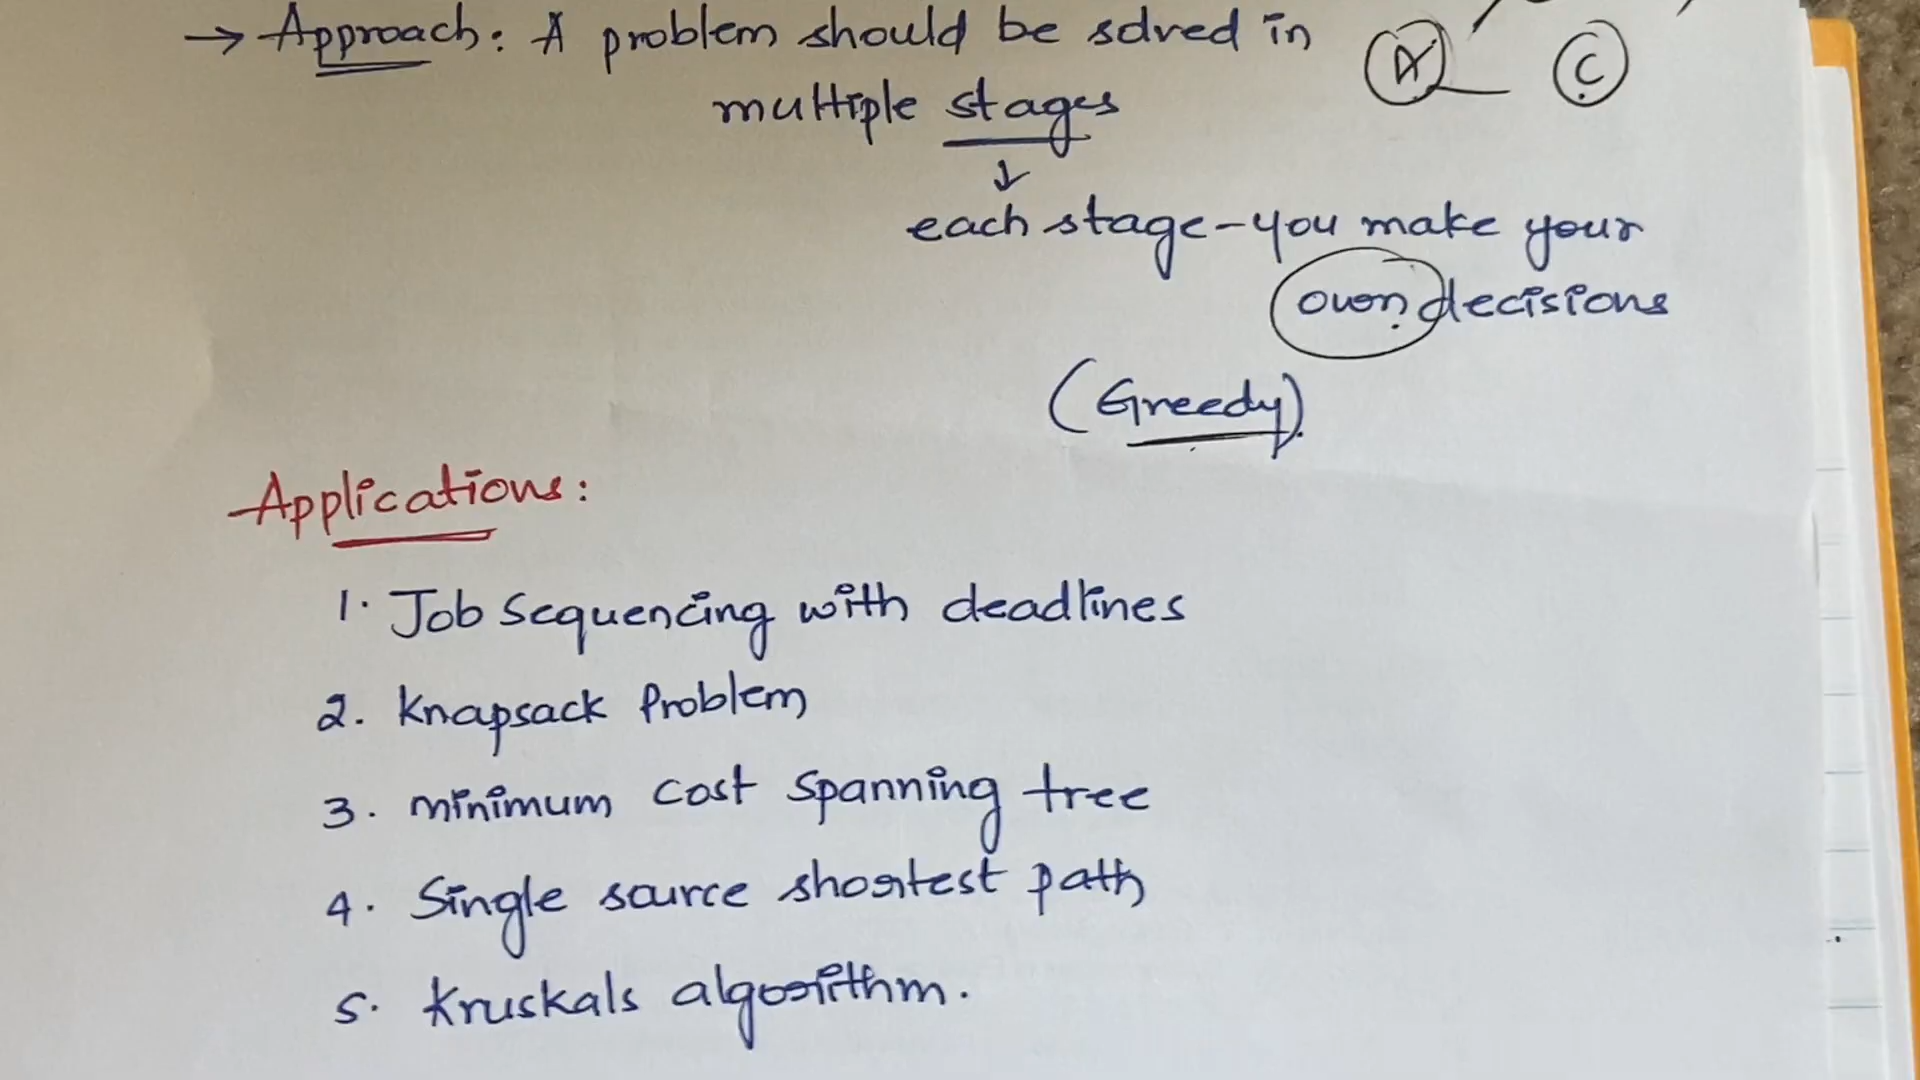 → Approach: A problem should be solved in
multiple stages
↓
each stage-you make your
own decisions
(Greedy)
A
C
Applications:
1. Job Sequencing with deadlines
2. Knapsack Problem
3. minimum cost spanning tree
4. Single source shortest path
5. Kruskals algorithm.